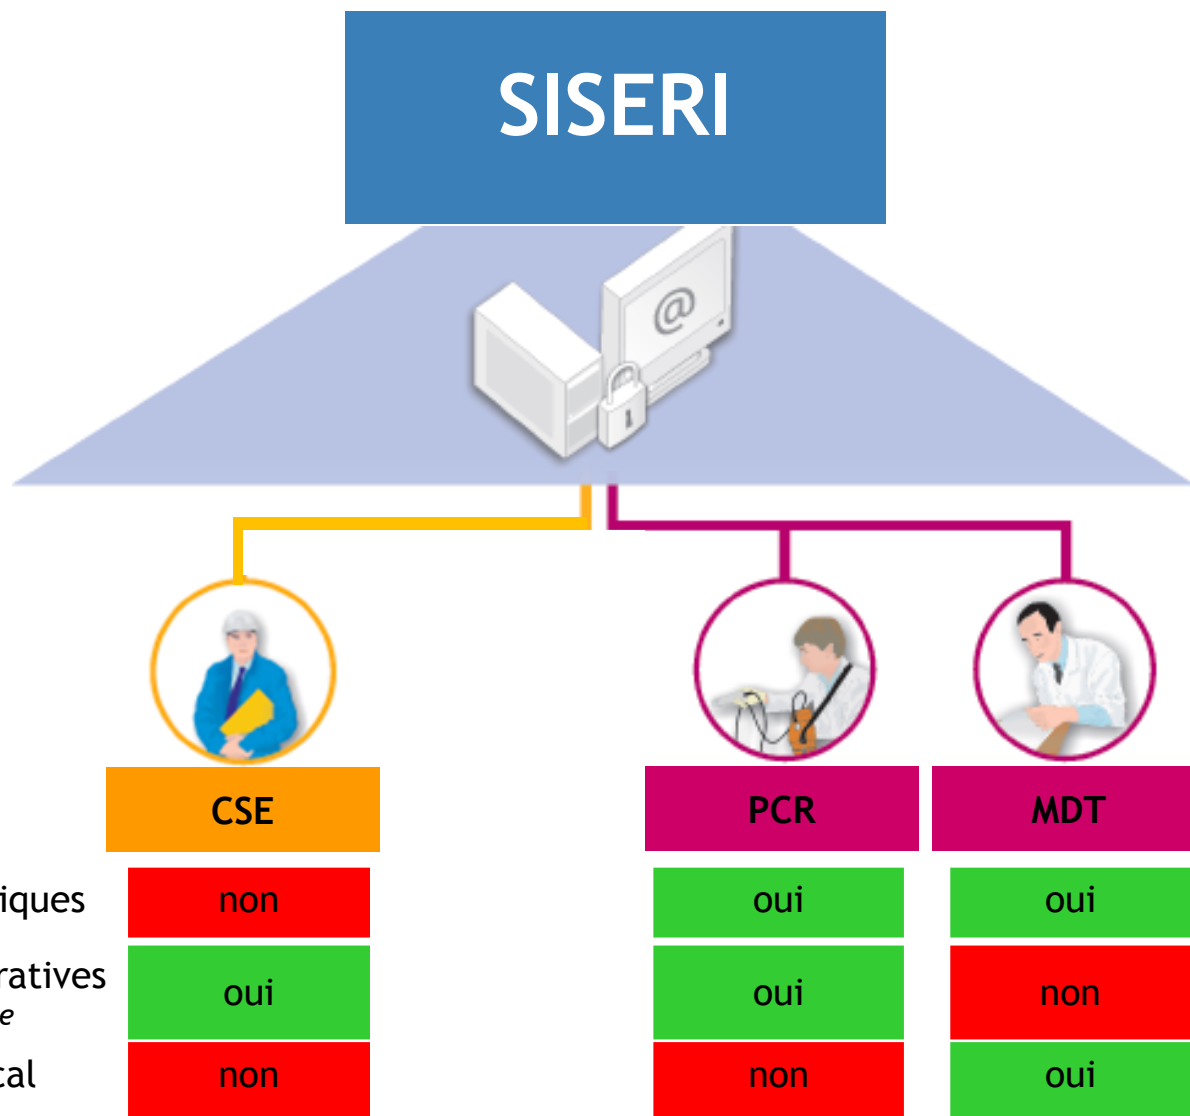 SISERI
@
CSE PCR MDT
iques non oui oui
ratives oui oui non
e
cal non non oui